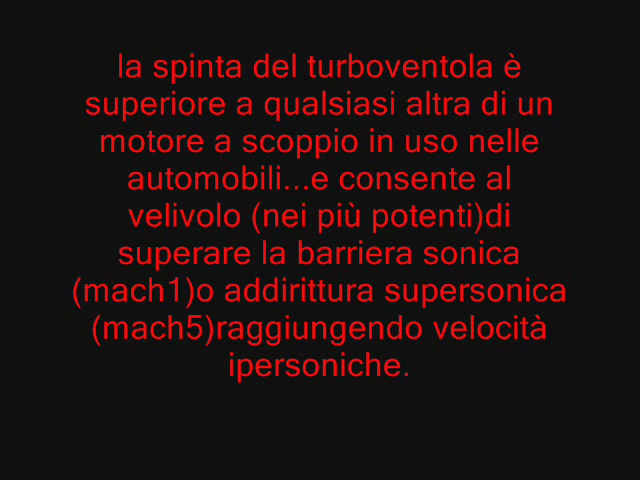 la spinta del turboventola è
superiore a qualsiasi altra di un
motore a scoppio in uso nelle
automobili...e consente al
velivolo (nei più potenti)di
superare la barriera sonica
(mach1)o addirittura supersonica
(mach5)raggiungendo velocità
ipersoniche.